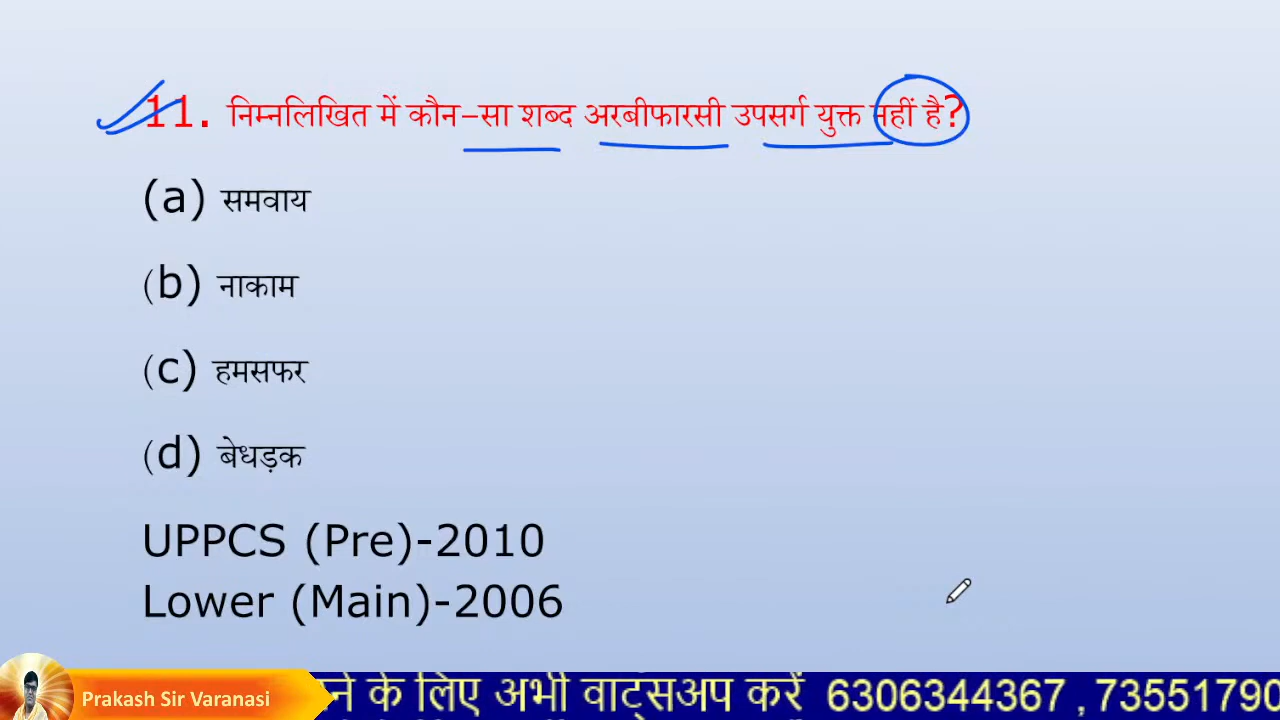 11. निम्नलिखित में कौन-सा शब्द अरबीफारसी उपसर्ग युक्त नहीं है?
(a) समवाय
(b) नाकाम
(c) हमसफर
(d) बेधड़क
UPPCS (Pre)-2010
Lower (Main)-2006
Prakash Sir Varanasi
के लिए अभी वाट्सअप करें 6306344367 , 73551790